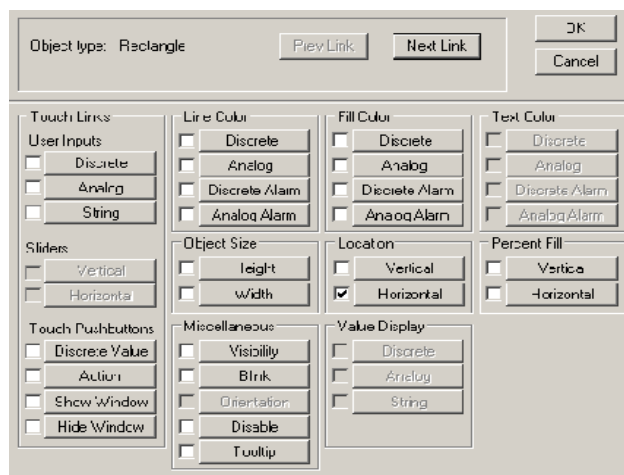 Object type: Rectangle
Prev Link
Next Link
OK
Cancel
Touch Links
User Inputs
Discrete
Analog
String
Sliders
Vertical
Horizontal
Touch Pushbuttons
Discrete Value
Action
Show Window
Hide Window
Line Color
Discrete
Analog
Discrete Alarm
Analog Alarm
Object Size
Height
Width
Miscellaneous
Visibility
Blink
Orientation
Disable
Tooltip
Fill Color
Discrete
Analog
Discrete Alarm
Analog Alarm
Location
Vertical
Horizontal
Value Display
Discrete
Analog
String
Text Color
Discrete
Analog
Discrete Alarm
Analog Alarm
Percent Fill
Vertical
Horizontal